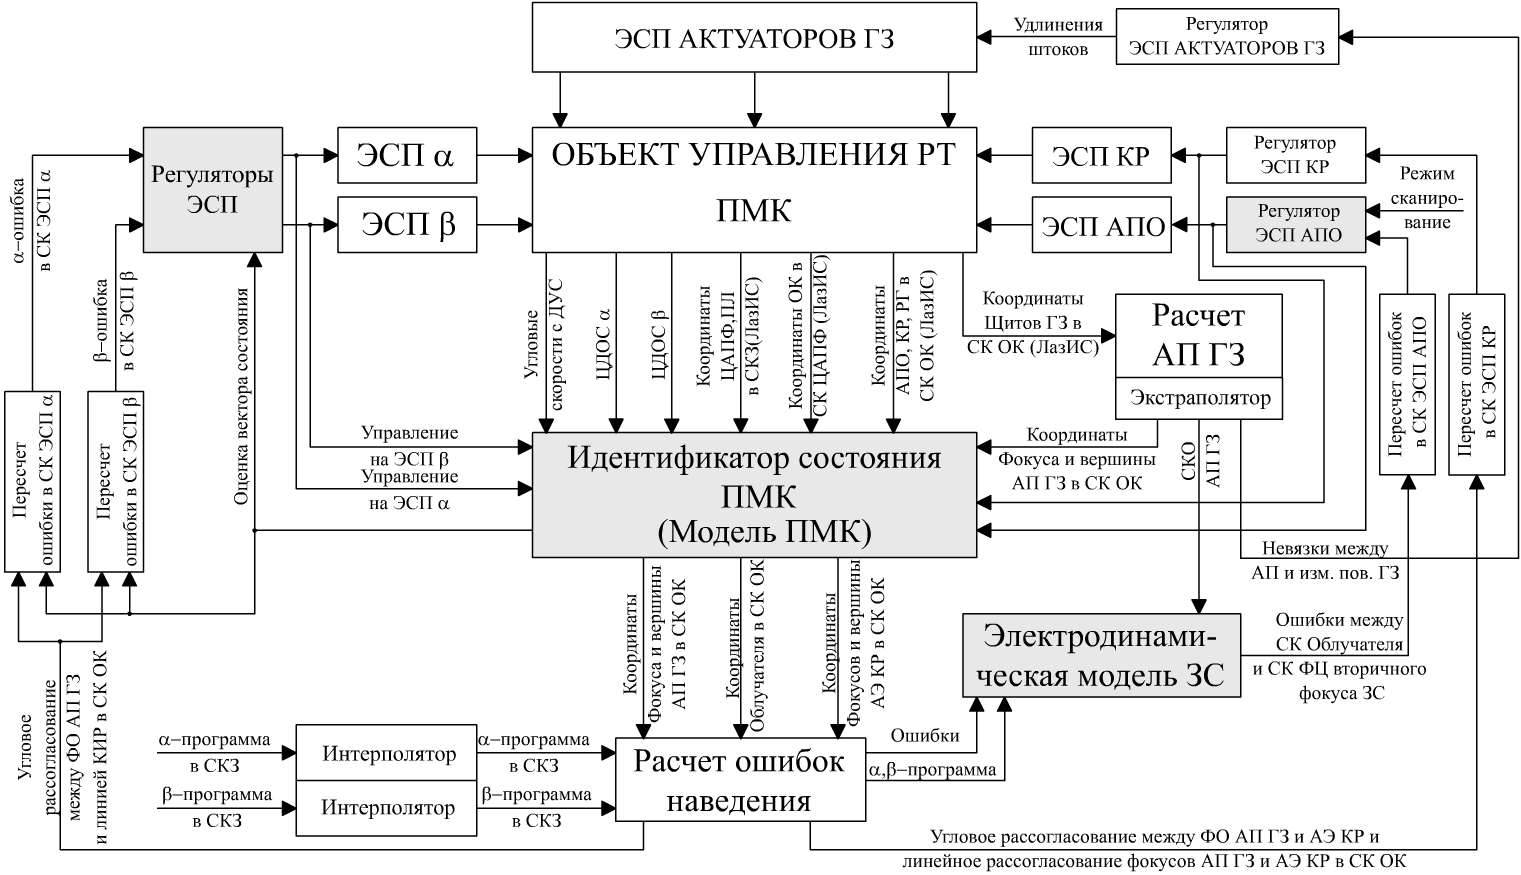 ЭСП АКТУАТОРОВ ГЗ
Удлинения
штоков
Регулятор
ЭСП АКТУАТОРОВ ГЗ
α−ошибка
в СК ЭСП α
Регуляторы
ЭСП
ЭСП α
ЭСП β
ОБЪЕКТ УПРАВЛЕНИЯ РТ
ПМК
ЭСП КР
ЭСП АПО
Регулятор
ЭСП КР
Регулятор
ЭСП АПО
Режим
сканиро-
вание
β−ошибка
в СК ЭСП β
Оценка вектора состояния
Угловые
скорости с ДУС
ЦДОС α
ЦДОС β
Координаты
ЦАПФ,ПЛ
в СКЗ(ЛазИС)
Координаты ОК в
СК ЦАПФ (ЛазИС)
Координаты
АПО, КР, РГ в
СК ОК (ЛазИС)
Координаты
Щитов ГЗ в
СК ОК (ЛазИС)
Расчет
АП ГЗ
Экстраполятор
Пересчет ошибок
в СК ЭСП АПО
Пересчет ошибок
в СК ЭСП КР
Пересчет
ошибки в СК ЭСП α
Пересчет
ошибки в СК ЭСП β
Управление
на ЭСП β
Управление
на ЭСП α
Идентификатор состояния
ПМК
(Модель ПМК)
Координаты
Фокуса и вершины
АП ГЗ в СК ОК
СКО
АП ГЗ
Невязки между
АП и изм. пов. ГЗ
Координаты
Фокуса и вершины
АП ГЗ в СК ОК
Координаты
Облучателя в СК ОК
Координаты
Фокусов и вершины
АЭ КР в СК ОК
Электродинами-
ческая модель ЗС
Ошибки между
СК Облучателя
и СК ФЦ вторичного
фокуса ЗС
Угловое
рассогласование
между ФО АП ГЗ
и линией КИР в СК ОК
α−программа
в СКЗ
Интерполятор
α−программа
в СКЗ
β−программа
в СКЗ
Интерполятор
β−программа
в СКЗ
Расчет ошибок
наведения
Ошибки
α,β−программа
Угловое рассогласование между ФО АП ГЗ и АЭ КР и
линейное рассогласование фокусов АП ГЗ и АЭ КР в СК ОК